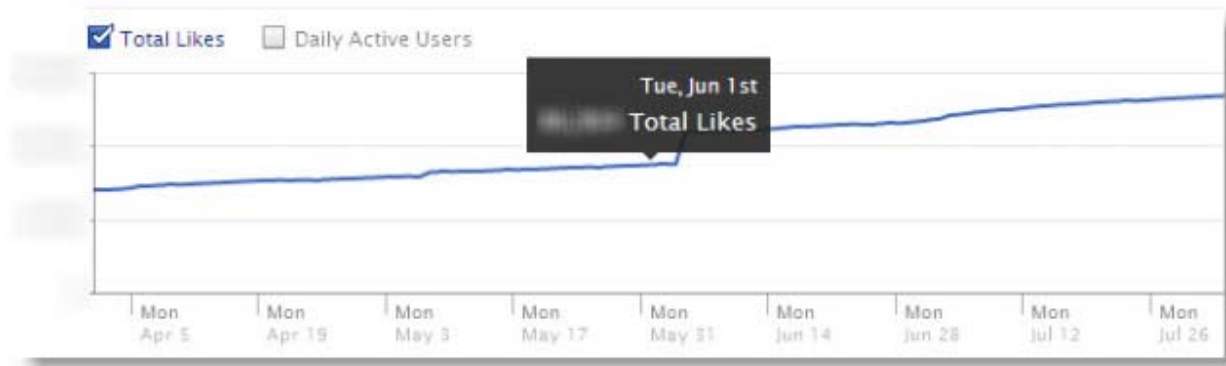 Total Likes Daily Active Users
Tue, Jun 1st
Total Likes
Mon Mon Mon Mon Mon Mon Mon Mon Mon
Apr 5 Apr 19 May 3 May 17 May 31 Jun 14 Jun 28 Jul 12 Jul 26